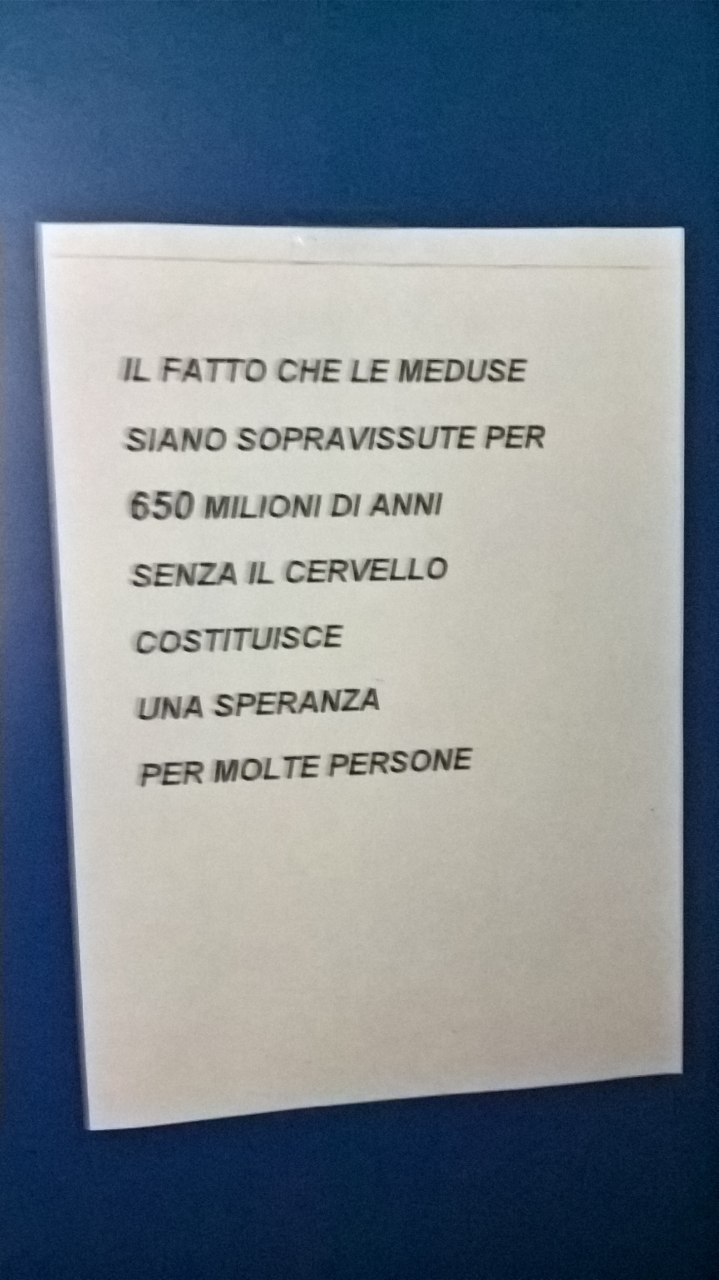 IL FATTO CHE LE MEDUSE
SIANO SOPRAVISSUTE PER
650 MILIONI DI ANNI
SENZA IL CERVELLO
COSTITUISCE
UNA SPERANZA
PER MOLTE PERSONE